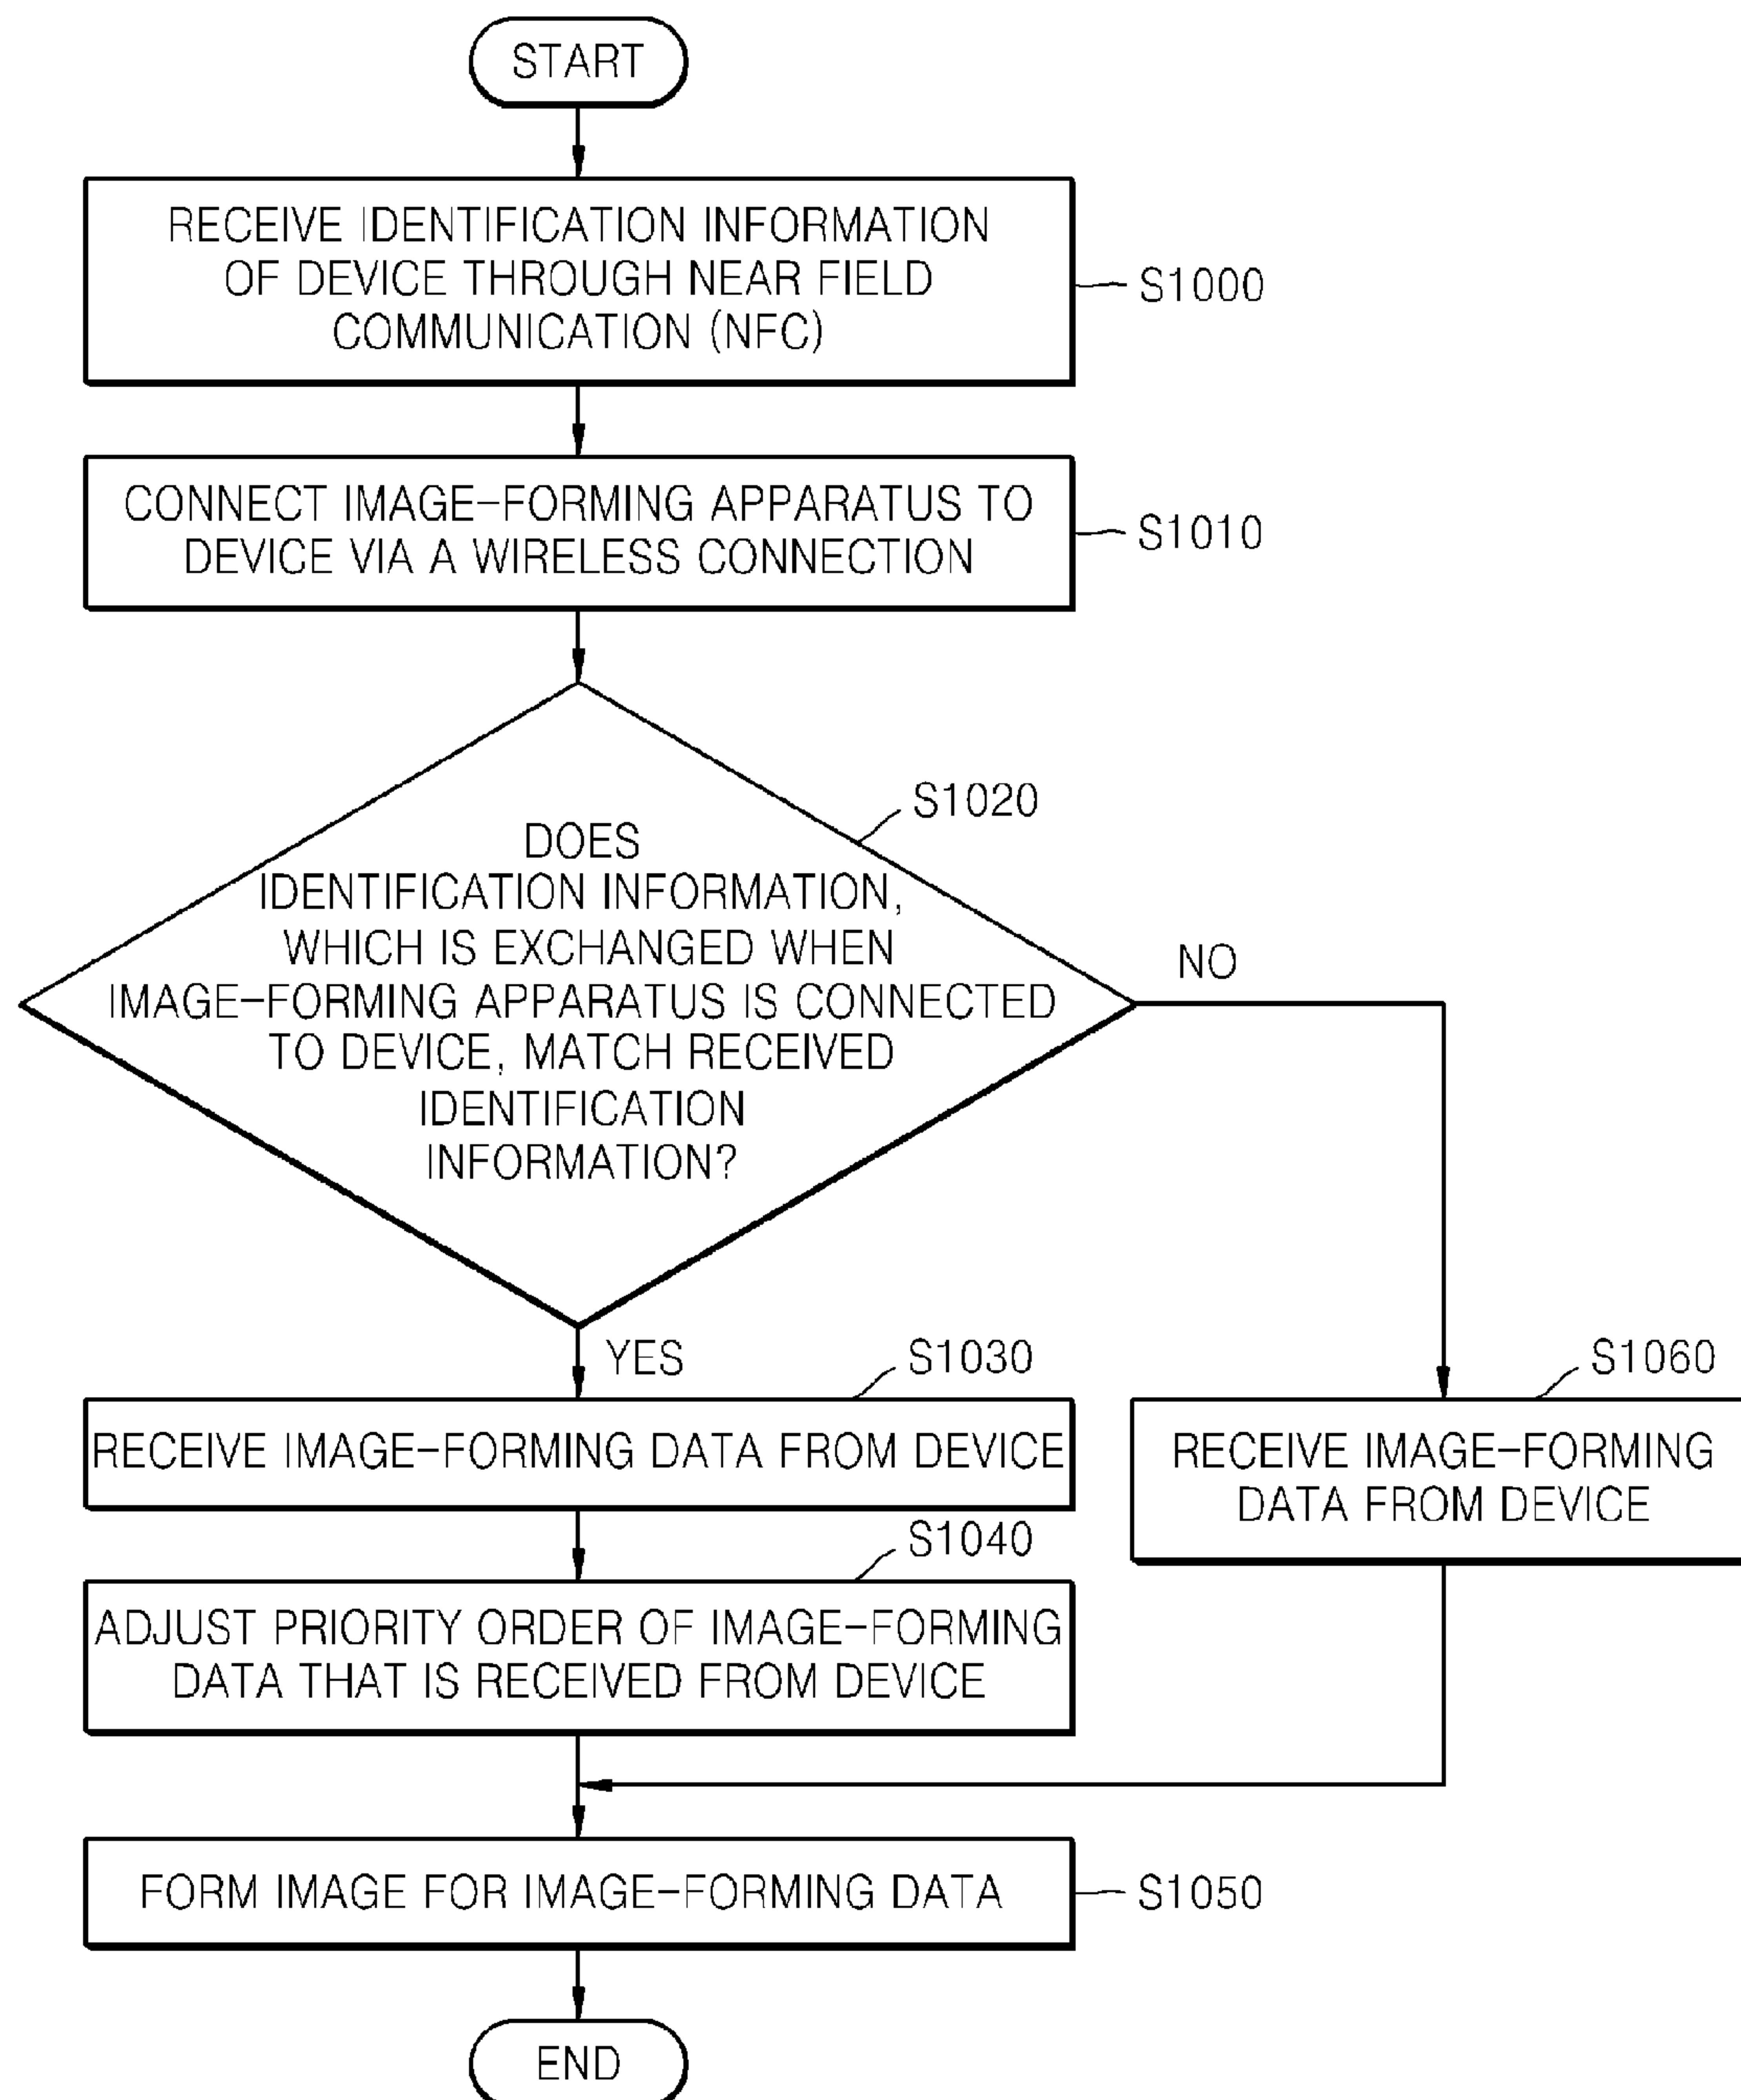 START
RECEIVE IDENTIFICATION INFORMATION
OF DEVICE THROUGH NEAR FIELD
COMMUNICATION (NFC)
S1000
CONNECT IMAGE-FORMING APPARATUS TO
DEVICE VIA A WIRELESS CONNECTION
S1010
S1020
DOES
IDENTIFICATION INFORMATION,
WHICH IS EXCHANGED WHEN
IMAGE-FORMING APPARATUS IS CONNECTED
TO DEVICE, MATCH RECEIVED
IDENTIFICATION
INFORMATION?
NO
YES
S1030
RECEIVE IMAGE-FORMING DATA FROM DEVICE
S1060
RECEIVE IMAGE-FORMING
DATA FROM DEVICE
S1040
ADJUST PRIORITY ORDER OF IMAGE-FORMING
DATA THAT IS RECEIVED FROM DEVICE
FORM IMAGE FOR IMAGE-FORMING DATA
S1050
END